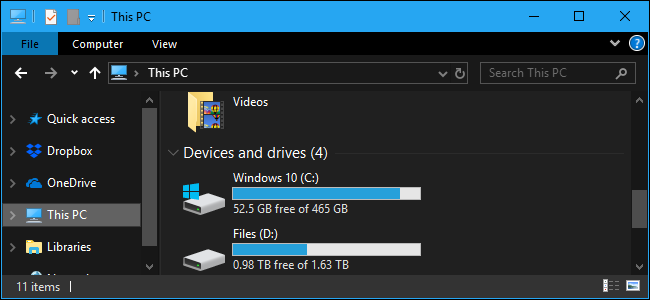 This PC
File Computer View
This PC
Search This PC
Videos
Quick access
Dropbox
OneDrive
This PC
Libraries
Devices and drives (4)
Windows 10 (C:)
52.5 GB free of 465 GB
Files (D:)
0.98 TB free of 1.63 TB
11 items